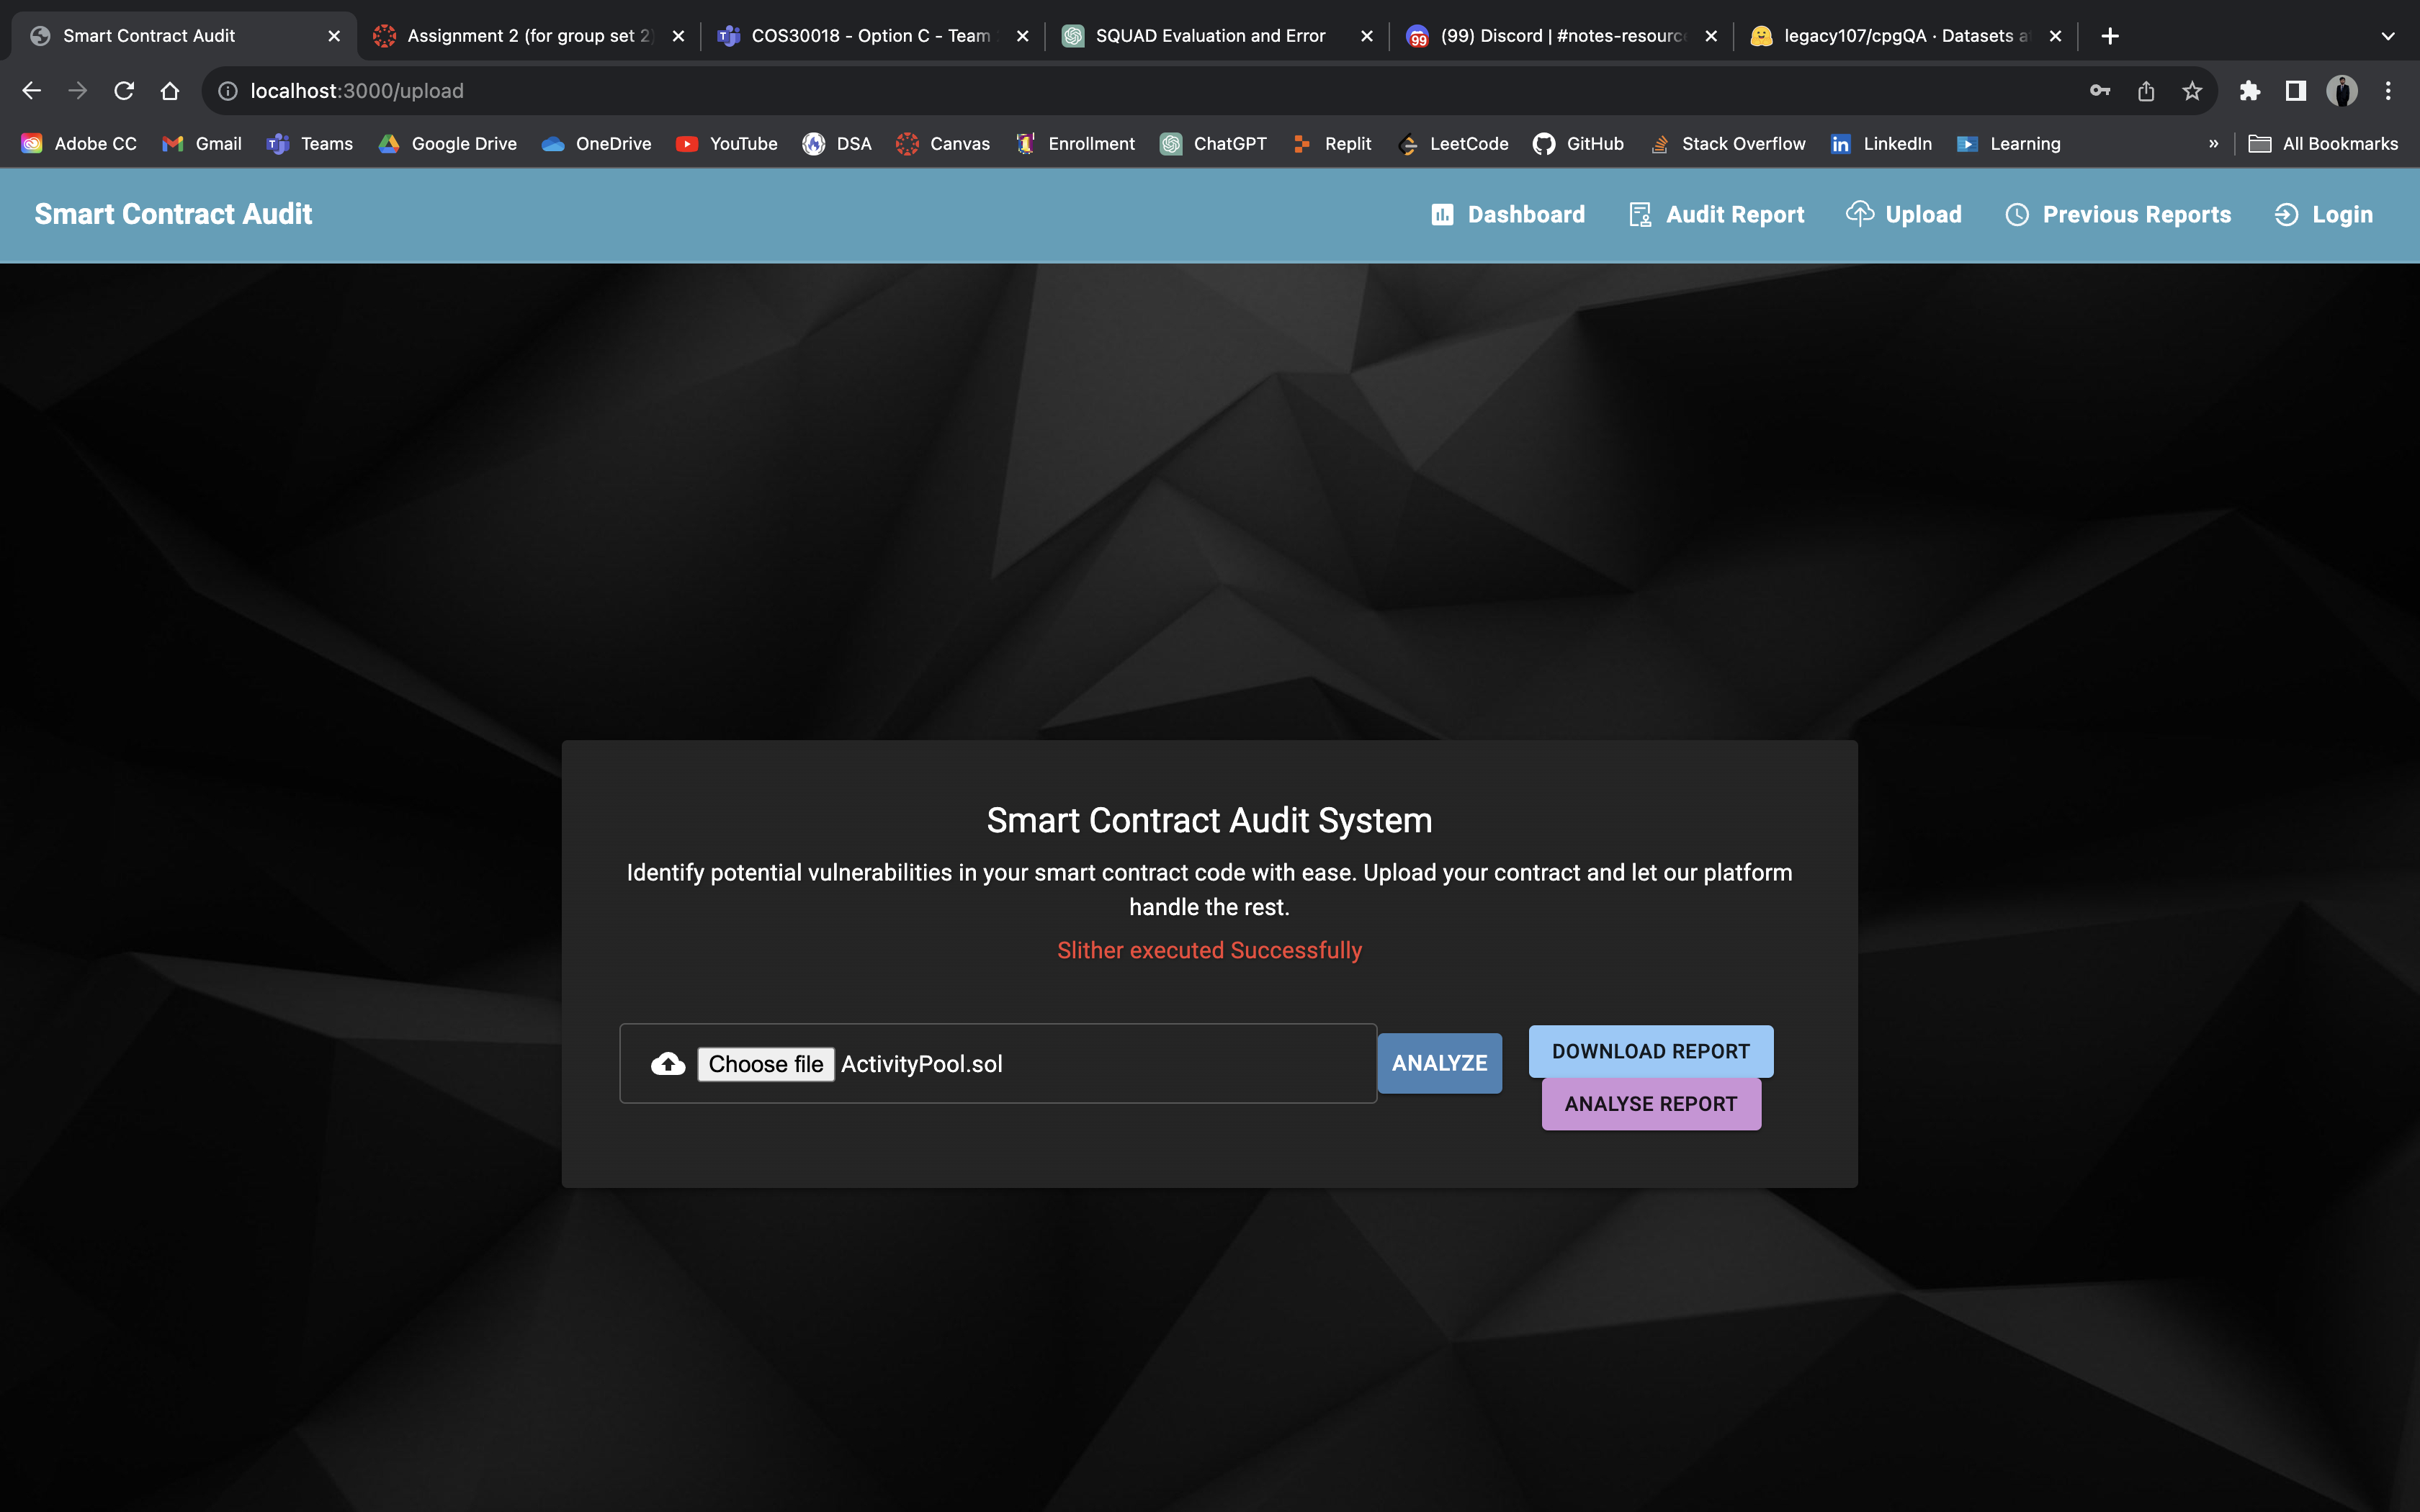 Smart Contract Audit
Assignment 2 (for group set 2)
COS30018 - Option C - Team
SQUAD Evaluation and Error
99
(99) Discord | #notes-resourc
legacy107/cpgQA · Datasets a
localhost:3000/upload
Adobe CC
Gmail
Teams
Google Drive
OneDrive
YouTube
DSA
Canvas
Enrollment
ChatGPT
Replit
LeetCode
GitHub
Stack Overflow
LinkedIn
Learning
»
All Bookmarks
Smart Contract Audit
Dashboard
Audit Report
Upload
Previous Reports
Login
Smart Contract Audit System
Identify potential vulnerabilities in your smart contract code with ease. Upload your contract and let our platform
handle the rest.
Slither executed Successfully
Choose file ActivityPool.sol
ANALYZE
DOWNLOAD REPORT
ANALYSE REPORT